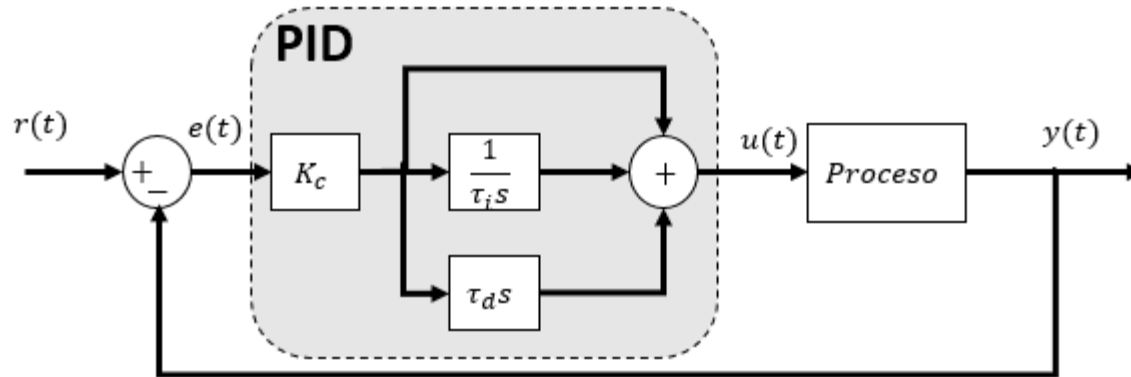 PID
r(t)
e(t)
u(t)
y(t)
+
−
K_c
1
τ_i s
+
Proceso
τ_d s